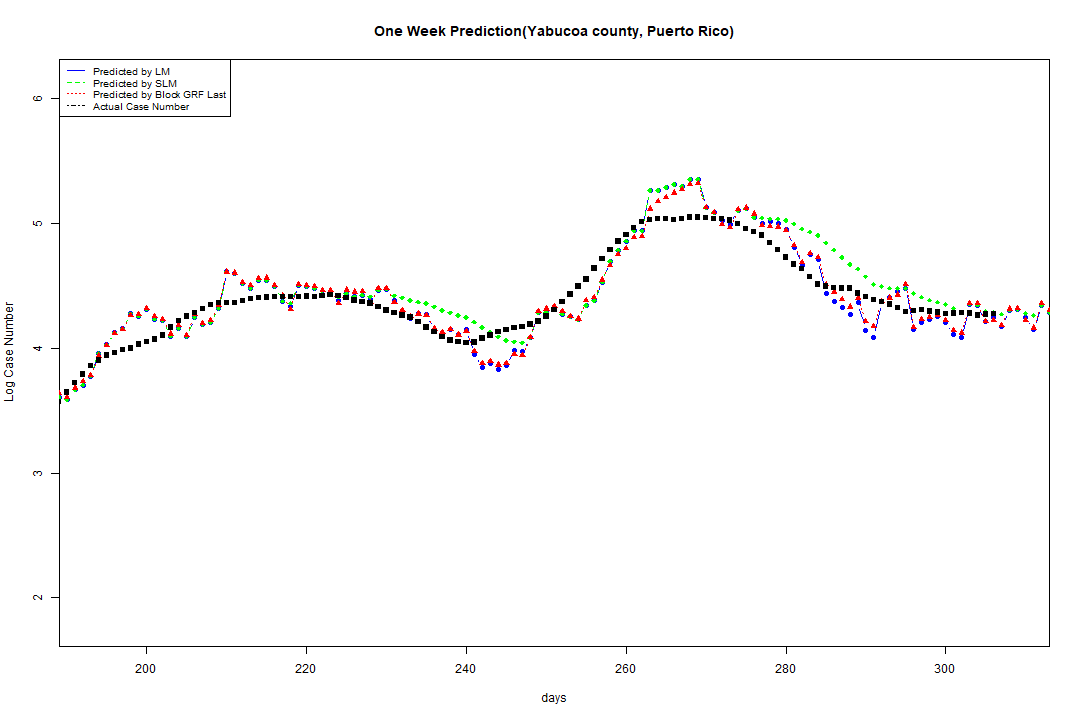 One Week Prediction(Yabucoa county, Puerto Rico)
Predicted by LM
Predicted by SLM
Predicted by Block GRF Last
Actual Case Number
6
5
4
3
2
Log Case Number
200 220 240 260 280 300
days